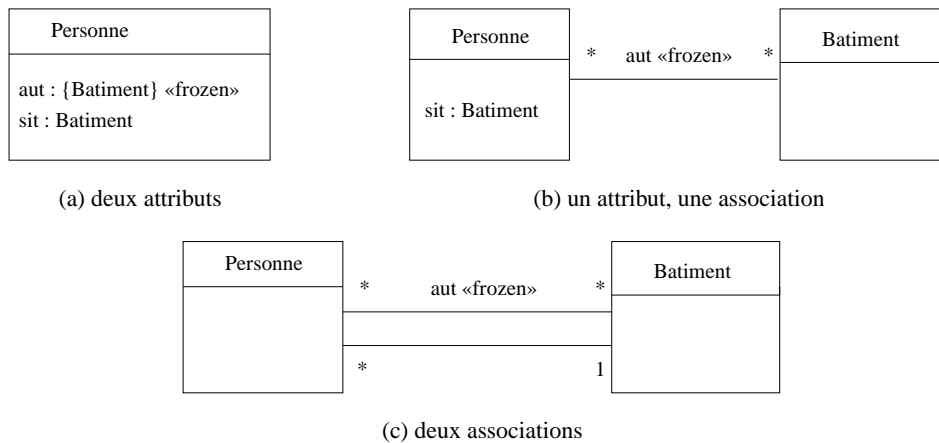 Personne
aut : {Batiment} «frozen»
sit : Batiment
(a) deux attributs
Personne
sit : Batiment
* aut «frozen» *
Batiment
(b) un attribut, une association
Personne
* aut «frozen» *
* 1
Batiment
(c) deux associations